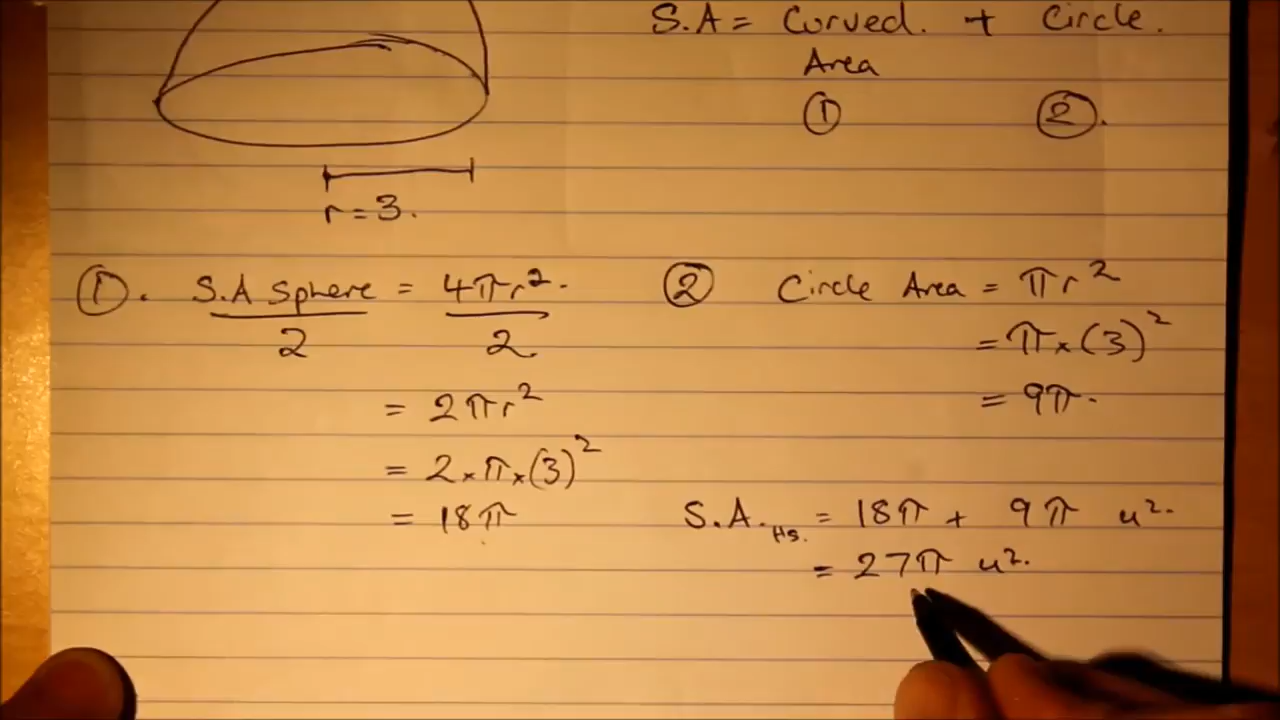 S.A = Curved. + Circle.
Area
① ②.
r = 3.
①. S.A Sphere / 2 = 4πr². / 2.
= 2πr²
= 2 × π × (3)²
= 18π
② Circle Area = πr²
= π × (3)²
= 9π.
S.A. Hs. = 18π + 9π u².
= 27π u².